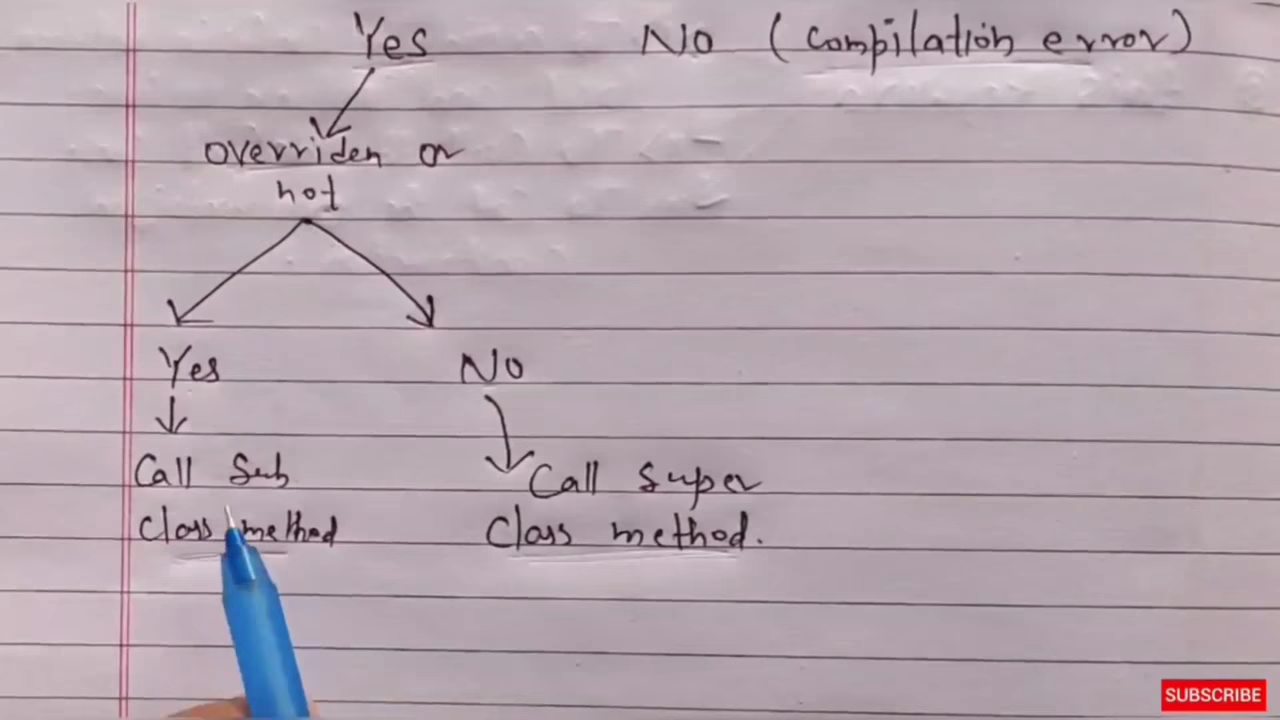 Yes No (compilation error)
overriden or
not
Yes No
Call Sub Call Super
Class method Class method.
SUBSCRIBE